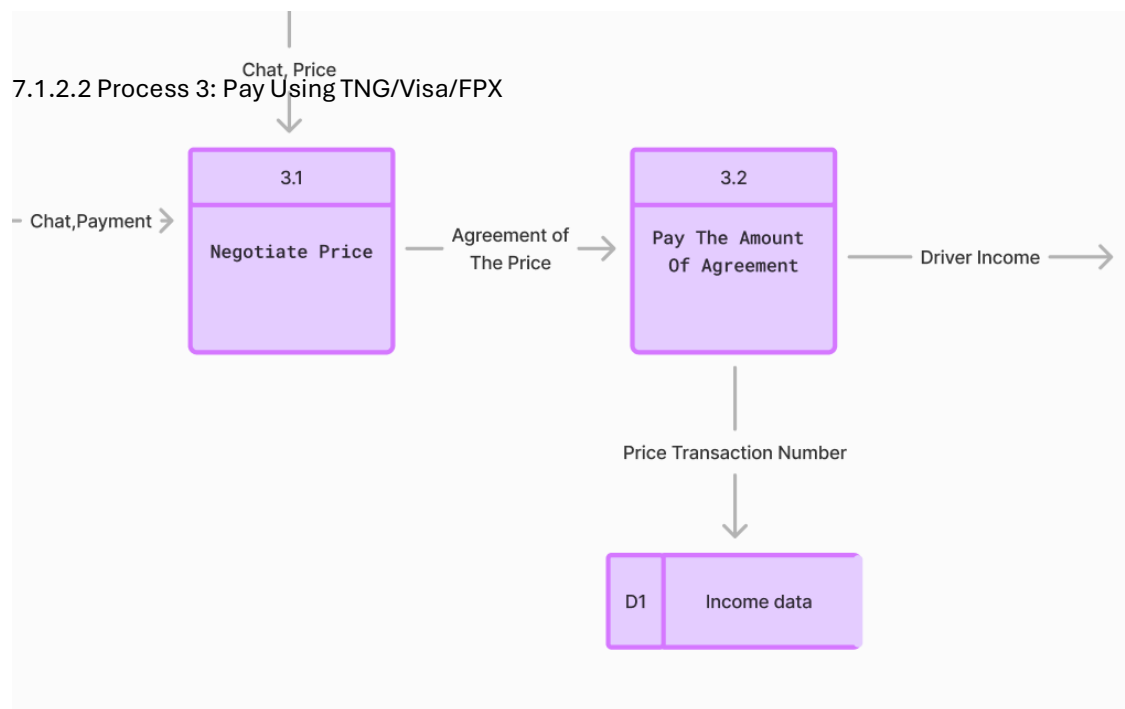 Chat, Price
7.1.2.2 Process 3: Pay Using TNG/Visa/FPX
3.1
3.2
Chat,Payment
Negotiate Price
Agreement of
The Price
Pay The Amount
Of Agreement
Driver Income
Price Transaction Number
D1
Income data